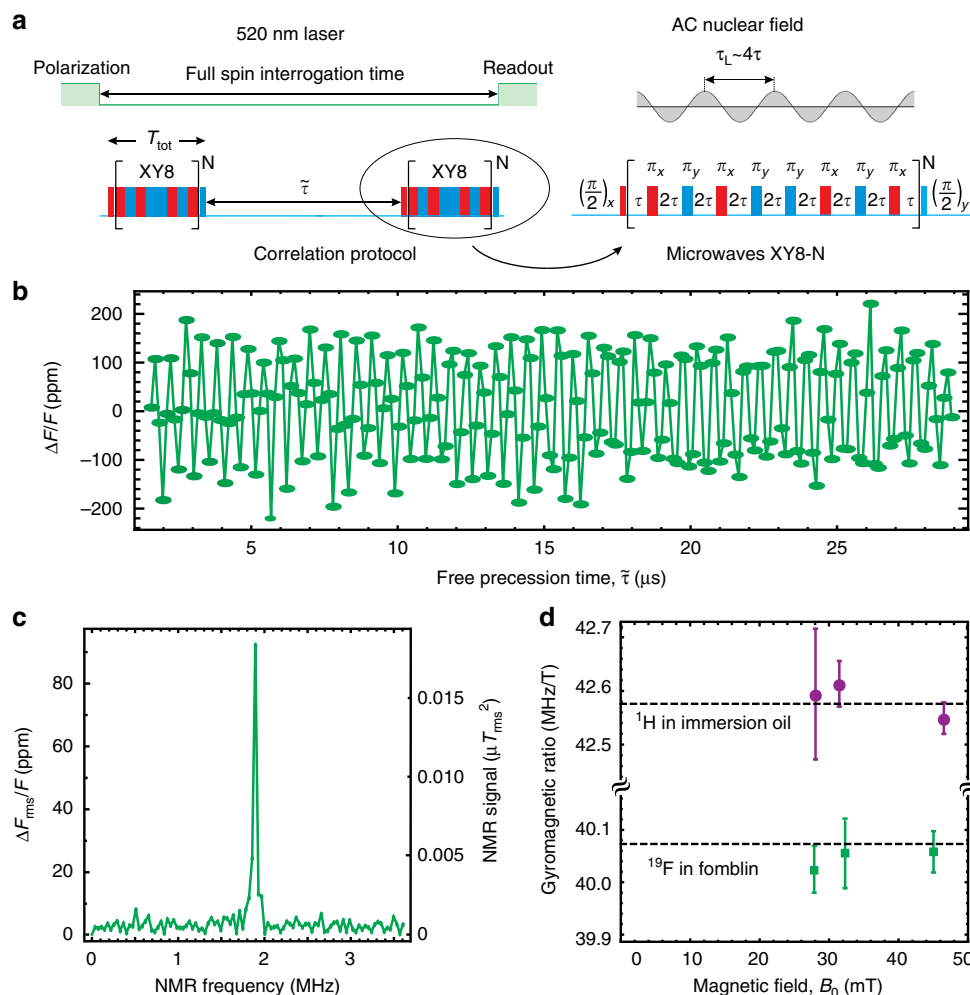 a
520 nm laser
AC nuclear field
Polarization
Full spin interrogation time
Readout
τL~4τ
Ttot
XY8
N
τ̃
XY8
N
(π/2)x
τ
πx
2τ
πy
2τ
πx
2τ
πy
2τ
πy
2τ
πx
2τ
πy
2τ
πx
τ
N
(π/2)y
Correlation protocol
Microwaves XY8-N
b
ΔF/F (ppm)
200
100
0
−100
−200
5
10
15
20
25
Free precession time, τ̃ (μs)
c
ΔFrms/F (ppm)
80
60
40
20
0
0
1
2
3
NMR frequency (MHz)
0.015
0.010
0.005
0
NMR signal (μTrms²)
d
Gyromagnetic ratio (MHz/T)
42.7
42.6
42.5
40.1
40.0
39.9
¹H in immersion oil
¹⁹F in fomblin
0
10
20
30
40
50
Magnetic field, B0 (mT)